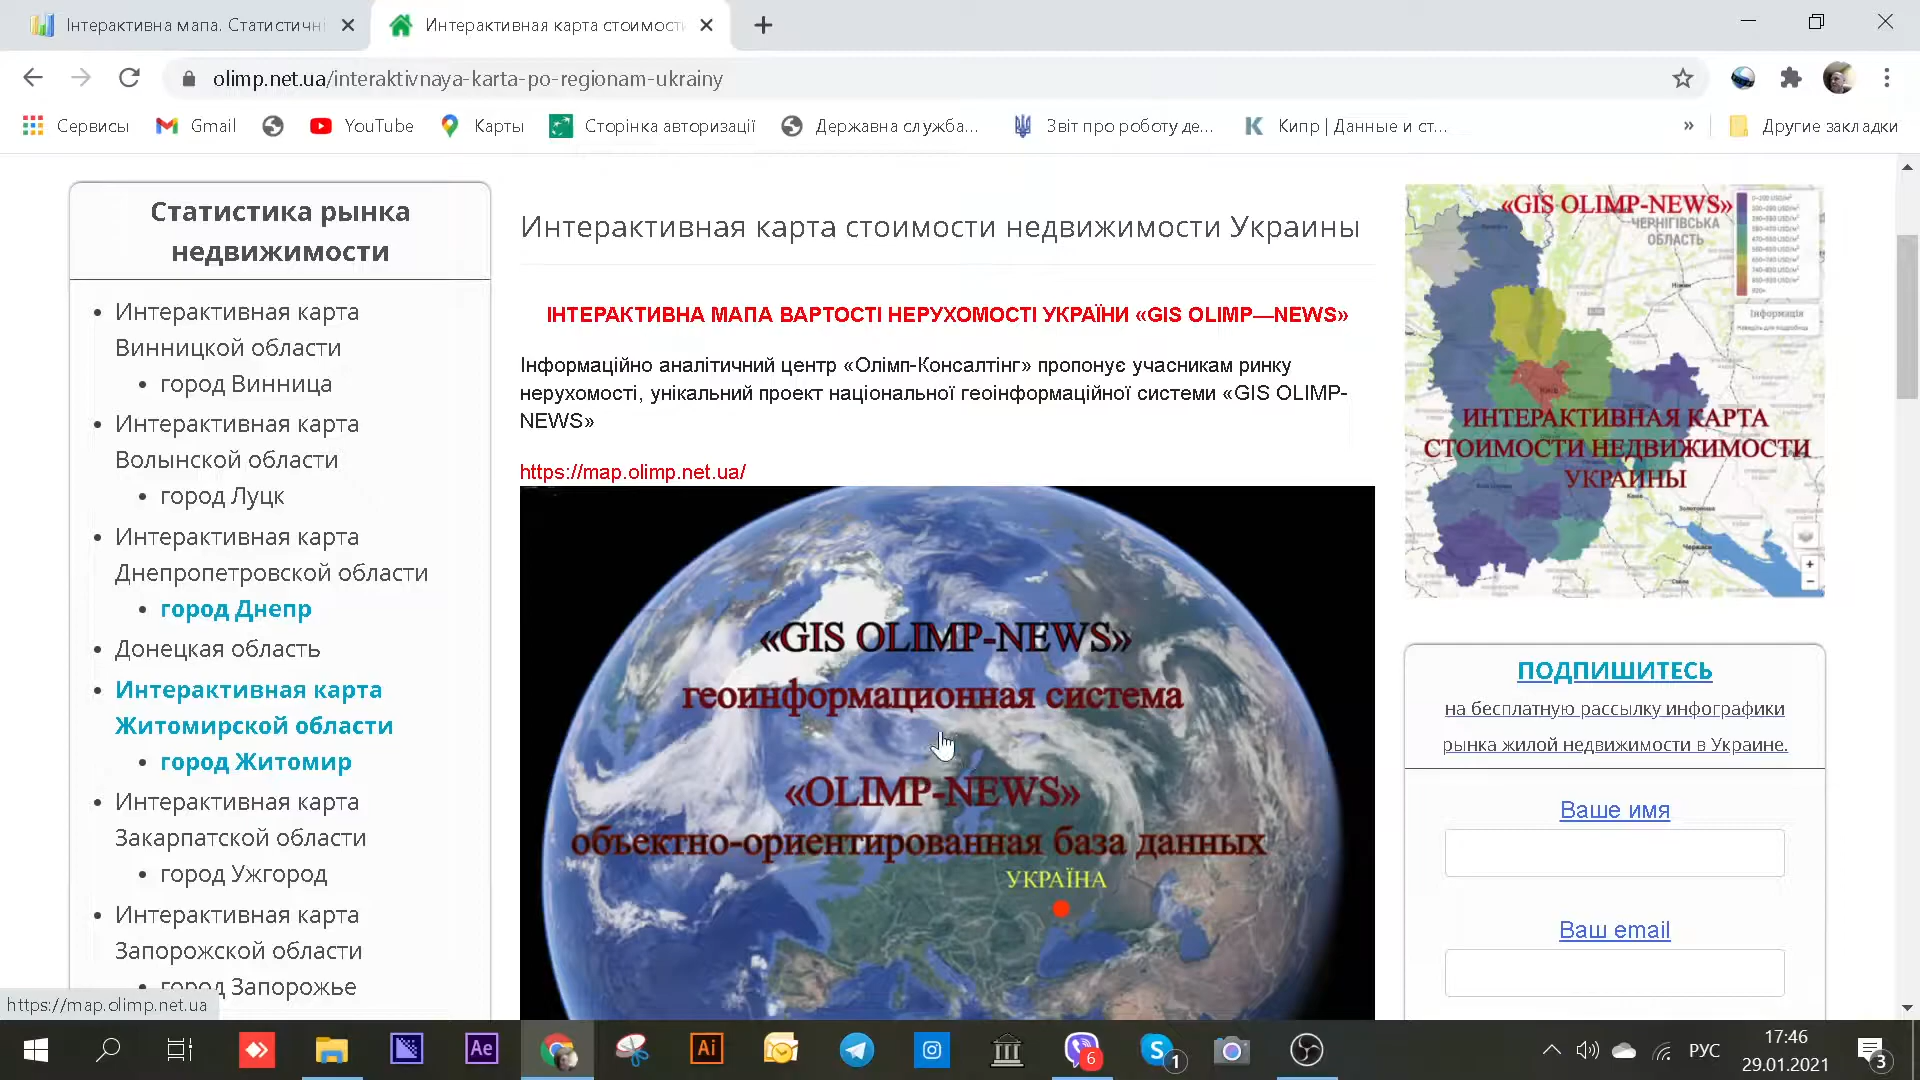 Інтерактивна мапа. Статистичні
Интерактивная карта стоимости
olimp.net.ua/interaktivnaya-karta-po-regionam-ukrainy
Сервисы
Gmail
YouTube
Карты
Сторінка авторизації
Державна служба...
Звіт про роботу де...
Кипр | Данные и ст...
»
Другие закладки
Статистика рынка
недвижимости
Интерактивная карта
Винницкой области
город Винница
Интерактивная карта
Волынской области
город Луцк
Интерактивная карта
Днепропетровской области
город Днепр
Донецкая область
Интерактивная карта
Житомирской области
город Житомир
Интерактивная карта
Закарпатской области
город Ужгород
Интерактивная карта
Запорожской области
город Запорожье
https://map.olimp.net.ua
Интерактивная карта стоимости недвижимости Украины
ІНТЕРАКТИВНА МАПА ВАРТОСТІ НЕРУХОМОСТІ УКРАЇНИ «GIS OLIMP—NEWS»
Інформаційно аналітичний центр «Олімп-Консалтінг» пропонує учасникам ринку
нерухомості, унікальний проект національної геоінформаційної системи «GIS OLIMP-
NEWS»
https://map.olimp.net.ua/
«GIS OLIMP-NEWS»
геоинформационная система
«OLIMP-NEWS»
объектно-ориентированная база данных
УКРАЇНА
«GIS OLIMP-NEWS»
ЧЕРНІГІВСЬКА
ОБЛАСТЬ
Інформація
ИНТЕРАКТИВНАЯ КАРТА
СТОИМОСТИ НЕДВИЖИМОСТИ
УКРАИНЫ
ПОДПИШИТЕСЬ
на бесплатную рассылку инфографики
рынка жилой недвижимости в Украине.
Ваше имя
Ваш email
Ae
Ai
6
S
1
РУС
17:46
29.01.2021
3